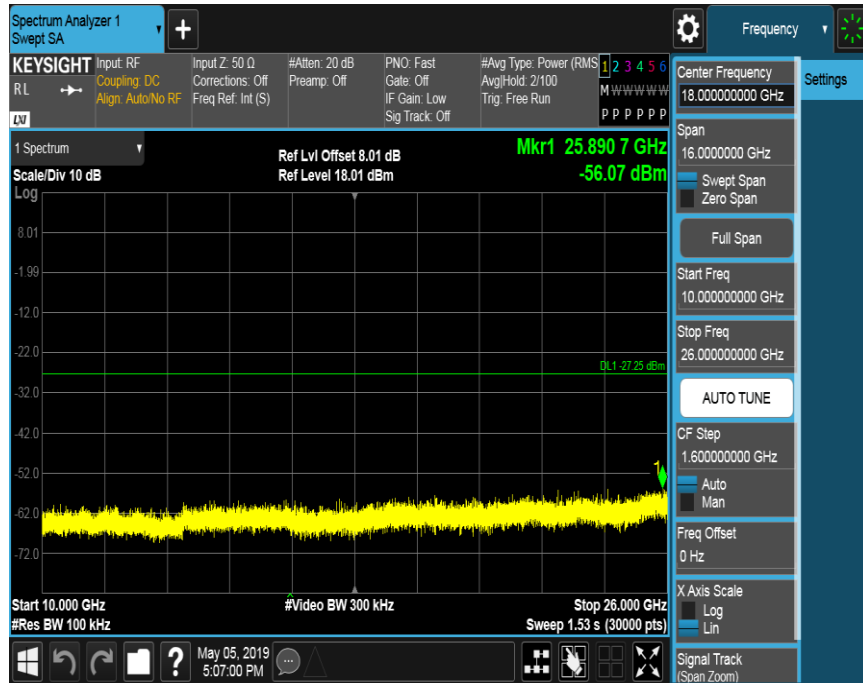 Spectrum Analyzer 1
Swept SA
+
Frequency
KEYSIGHT
RL
LXI
Input: RF
Coupling: DC
Align: Auto/No RF
Input Z: 50 Ω
Corrections: Off
Freq Ref: Int (S)
#Atten: 20 dB
Preamp: Off
PNO: Fast
Gate: Off
IF Gain: Low
Sig Track: Off
#Avg Type: Power (RMS
Avg|Hold: 2/100
Trig: Free Run
1 2 3 4 5 6
M W W W W W
P P P P P P
1 Spectrum
Scale/Div 10 dB
Ref Lvl Offset 8.01 dB
Ref Level 18.01 dBm
Mkr1 25.890 7 GHz
-56.07 dBm
Log
8.01
-1.99
-12.0
-22.0
DL1 -27.25 dBm
-32.0
-42.0
-52.0
1
-62.0
-72.0
Start 10.000 GHz
#Res BW 100 kHz
#Video BW 300 kHz
Stop 26.000 GHz
Sweep 1.53 s (30000 pts)
?
May 05, 2019
5:07:00 PM
Center Frequency
18.000000000 GHz
Settings
Span
16.0000000 GHz
Swept Span
Zero Span
Full Span
Start Freq
10.000000000 GHz
Stop Freq
26.000000000 GHz
AUTO TUNE
CF Step
1.600000000 GHz
Auto
Man
Freq Offset
0 Hz
X Axis Scale
Log
Lin
Signal Track
(Span Zoom)